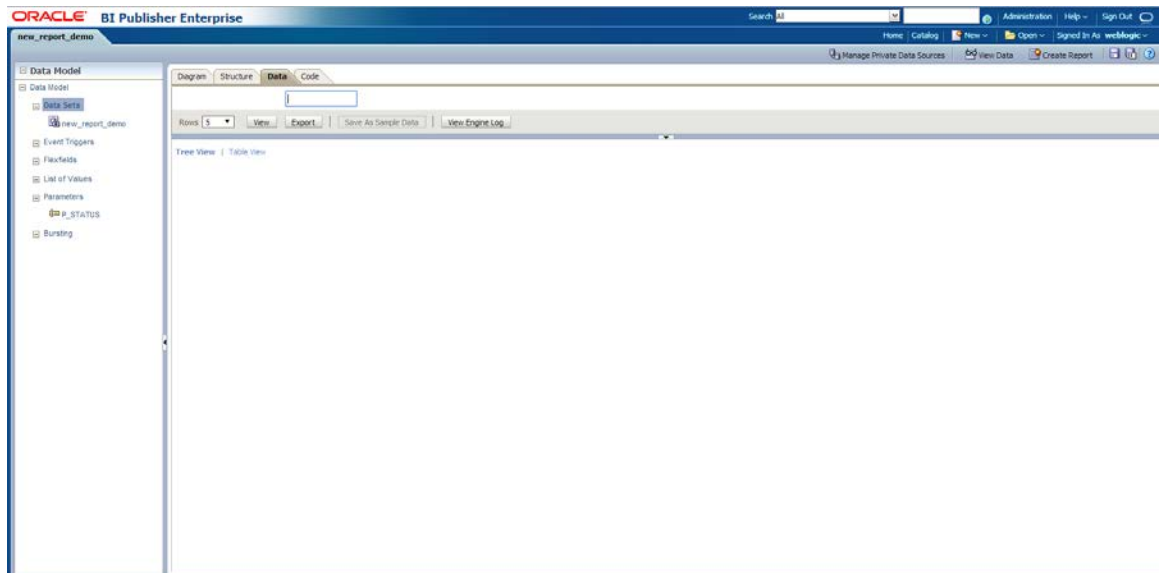 ORACLE BI Publisher Enterprise
Search All
Administration Help Sign Out
new_report_demo
Home Catalog New Open Signed In As weblogic
Manage Private Data Sources View Data Create Report
Data Model
Data Model
Data Sets
new_report_demo
Event Triggers
Flexfields
List of Values
Parameters
P_STATUS
Bursting
Diagram Structure Data Code
Rows 5 View Export Save As Sample Data View Engine Log
Tree View | Table View